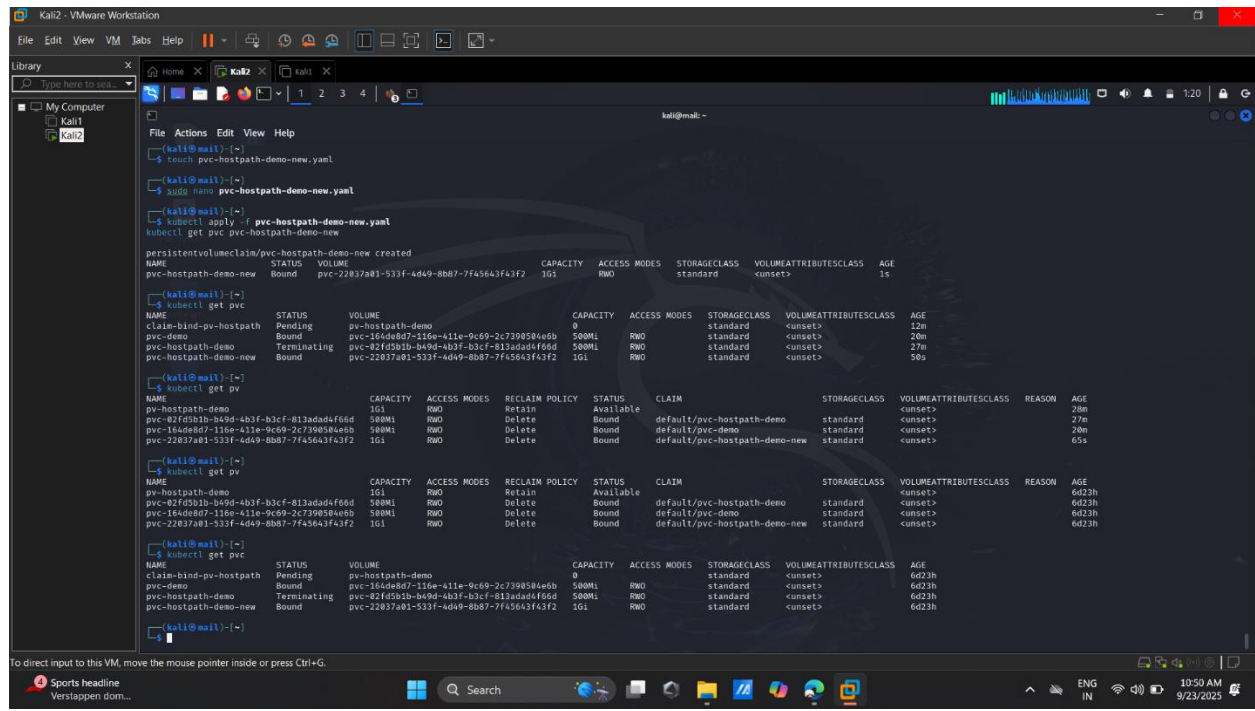 Kali2 - VMware Workstation
File Edit View VM Tabs Help
Library X
Type here to sea...
My Computer
Kali1
Kali2
Home X Kali2 X Kali1 X
1 2 3 4
1:20
kali@mail: ~
File Actions Edit View Help
┌──(kali㉿mail)-[~]
└─$ touch pvc-hostpath-demo-new.yaml
┌──(kali㉿mail)-[~]
└─$ sudo nano pvc-hostpath-demo-new.yaml
┌──(kali㉿mail)-[~]
└─$ kubectl apply -f pvc-hostpath-demo-new.yaml
kubectl get pvc pvc-hostpath-demo-new
persistentvolumeclaim/pvc-hostpath-demo-new created
NAME STATUS VOLUME CAPACITY ACCESS MODES STORAGECLASS VOLUMEATTRIBUTESCLASS AGE
pvc-hostpath-demo-new Bound pvc-22037a01-533f-4d49-8b87-7f45643f43f2 1Gi RWO standard <unset> 1s
┌──(kali㉿mail)-[~]
└─$ kubectl get pvc
NAME STATUS VOLUME CAPACITY ACCESS MODES STORAGECLASS VOLUMEATTRIBUTESCLASS AGE
claim-bind-pv-hostpath Pending pv-hostpath-demo 0 standard <unset> 12m
pvc-demo Bound pvc-164de8d7-116e-411e-9c69-2c7390504e6b 500Mi RWO standard <unset> 20m
pvc-hostpath-demo Terminating pvc-02fd5b1b-b49d-4b3f-b3cf-813adad4f66d 500Mi RWO standard <unset> 27m
pvc-hostpath-demo-new Bound pvc-22037a01-533f-4d49-8b87-7f45643f43f2 1Gi RWO standard <unset> 50s
┌──(kali㉿mail)-[~]
└─$ kubectl get pv
NAME CAPACITY ACCESS MODES RECLAIM POLICY STATUS CLAIM STORAGECLASS VOLUMEATTRIBUTESCLASS REASON AGE
pv-hostpath-demo 1Gi RWO Retain Available <unset> 28m
pvc-02fd5b1b-b49d-4b3f-b3cf-813adad4f66d 500Mi RWO Delete Bound default/pvc-hostpath-demo standard <unset> 27m
pvc-164de8d7-116e-411e-9c69-2c7390504e6b 500Mi RWO Delete Bound default/pvc-demo standard <unset> 20m
pvc-22037a01-533f-4d49-8b87-7f45643f43f2 1Gi RWO Delete Bound default/pvc-hostpath-demo-new standard <unset> 65s
┌──(kali㉿mail)-[~]
└─$ kubectl get pv
NAME CAPACITY ACCESS MODES RECLAIM POLICY STATUS CLAIM STORAGECLASS VOLUMEATTRIBUTESCLASS REASON AGE
pv-hostpath-demo 1Gi RWO Retain Available <unset> 6d23h
pvc-02fd5b1b-b49d-4b3f-b3cf-813adad4f66d 500Mi RWO Delete Bound default/pvc-hostpath-demo standard <unset> 6d23h
pvc-164de8d7-116e-411e-9c69-2c7390504e6b 500Mi RWO Delete Bound default/pvc-demo standard <unset> 6d23h
pvc-22037a01-533f-4d49-8b87-7f45643f43f2 1Gi RWO Delete Bound default/pvc-hostpath-demo-new standard <unset> 6d23h
┌──(kali㉿mail)-[~]
└─$ kubectl get pvc
NAME STATUS VOLUME CAPACITY ACCESS MODES STORAGECLASS VOLUMEATTRIBUTESCLASS AGE
claim-bind-pv-hostpath Pending pv-hostpath-demo 0 standard <unset> 6d23h
pvc-demo Bound pvc-164de8d7-116e-411e-9c69-2c7390504e6b 500Mi RWO standard <unset> 6d23h
pvc-hostpath-demo Terminating pvc-02fd5b1b-b49d-4b3f-b3cf-813adad4f66d 500Mi RWO standard <unset> 6d23h
pvc-hostpath-demo-new Bound pvc-22037a01-533f-4d49-8b87-7f45643f43f2 1Gi RWO standard <unset> 6d23h
┌──(kali㉿mail)-[~]
└─$
To direct input to this VM, move the mouse pointer inside or press Ctrl+G.
4 Sports headline
Verstappen dom...
Search
ENG
IN
10:50 AM
9/23/2025